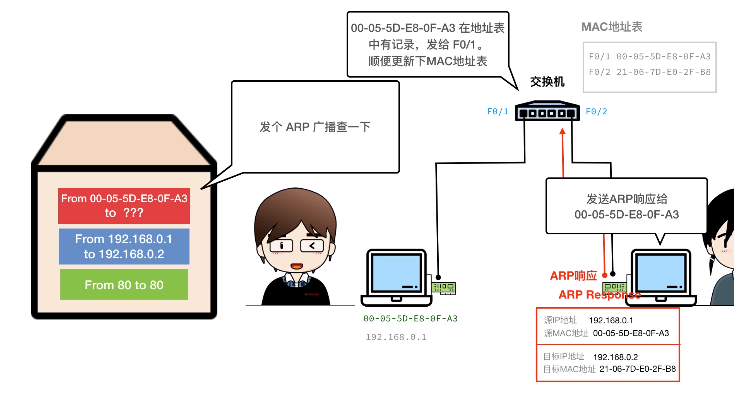 00-05-5D-E8-0F-A3 在地址表
中有记录，发给 F0/1。
顺便更新下MAC地址表
MAC地址表
F0/1 00-05-5D-E8-0F-A3
F0/2 21-06-7D-E0-2F-B8
交换机
F0/1
F0/2
发个 ARP 广播查一下
From 00-05-5D-E8-0F-A3
to ???
From 192.168.0.1
to 192.168.0.2
From 80 to 80
发送ARP响应给
00-05-5D-E8-0F-A3
ARP响应
ARP Response
00-05-5D-E8-0F-A3
192.168.0.1
源IP地址 192.168.0.1
源MAC地址 00-05-5D-E8-0F-A3
目标IP地址 192.168.0.2
目标MAC地址 21-06-7D-E0-2F-B8